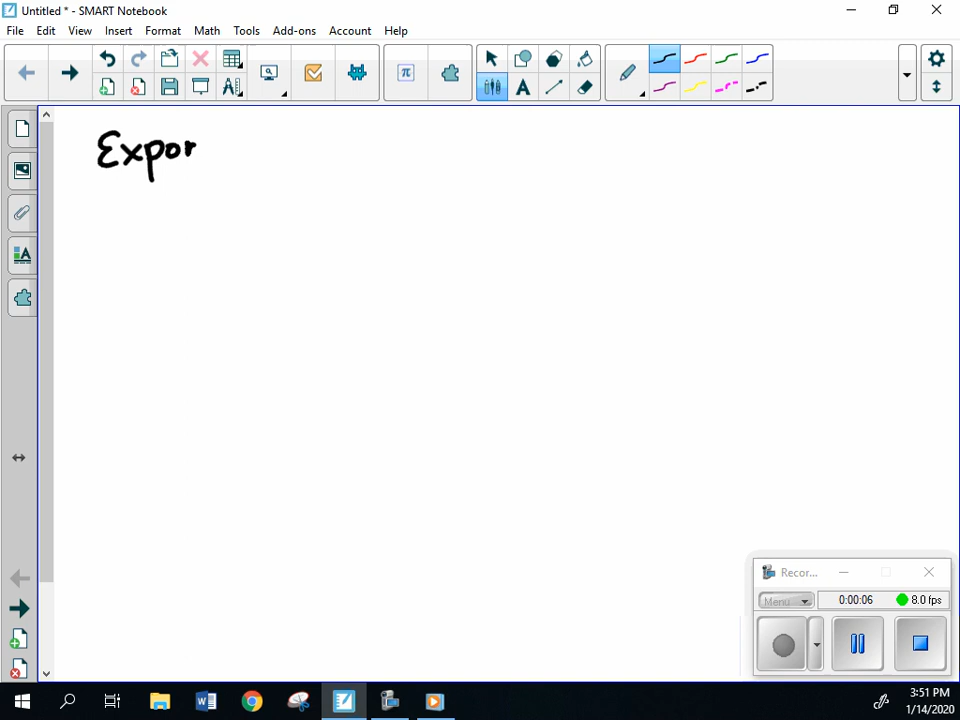 Untitled * - SMART Notebook
File Edit View Insert Format Math Tools Add-ons Account Help
π
A
A
Expor
Recor...
Menu 0:00:06 8.0 fps
3:51 PM
1/14/2020